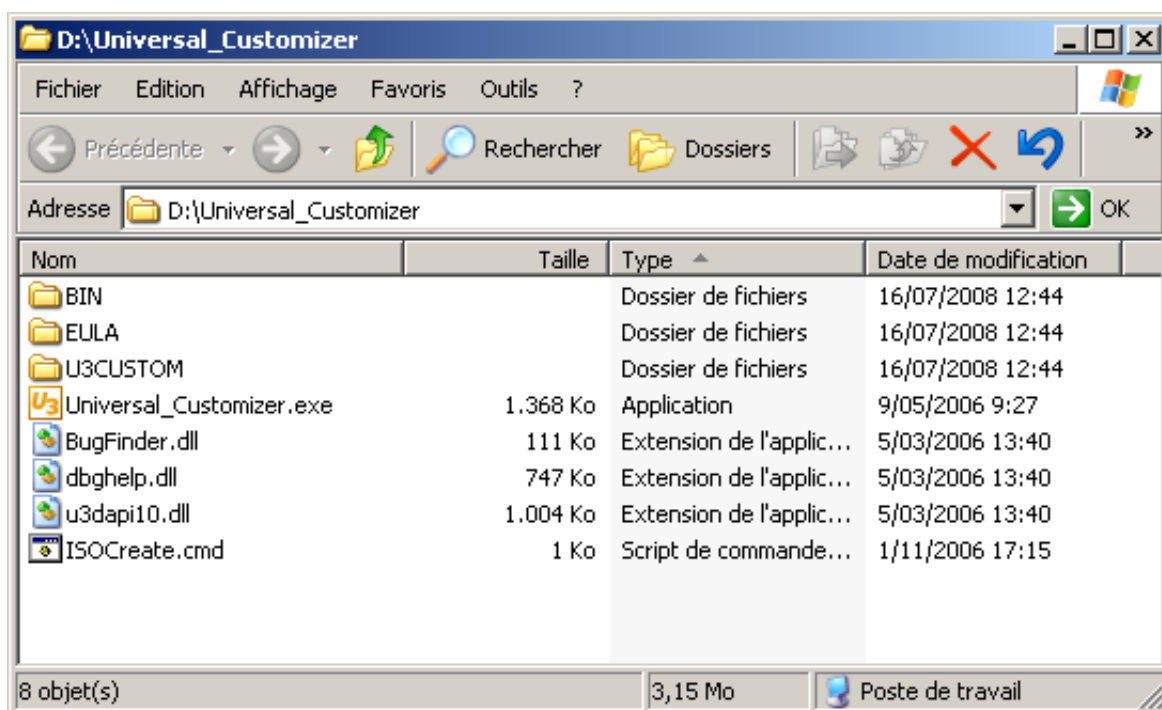 D:\Universal_Customizer
Fichier Edition Affichage Favoris Outils ?
Précédente Rechercher Dossiers »
Adresse D:\Universal_Customizer OK
Nom Taille Type Date de modification
BIN Dossier de fichiers 16/07/2008 12:44
EULA Dossier de fichiers 16/07/2008 12:44
U3CUSTOM Dossier de fichiers 16/07/2008 12:44
U3 Universal_Customizer.exe 1.368 Ko Application 9/05/2006 9:27
BugFinder.dll 111 Ko Extension de l'applic... 5/03/2006 13:40
dbghelp.dll 747 Ko Extension de l'applic... 5/03/2006 13:40
u3dapi10.dll 1.004 Ko Extension de l'applic... 5/03/2006 13:40
ISOCreate.cmd 1 Ko Script de commande... 1/11/2006 17:15
8 objet(s) 3,15 Mo Poste de travail